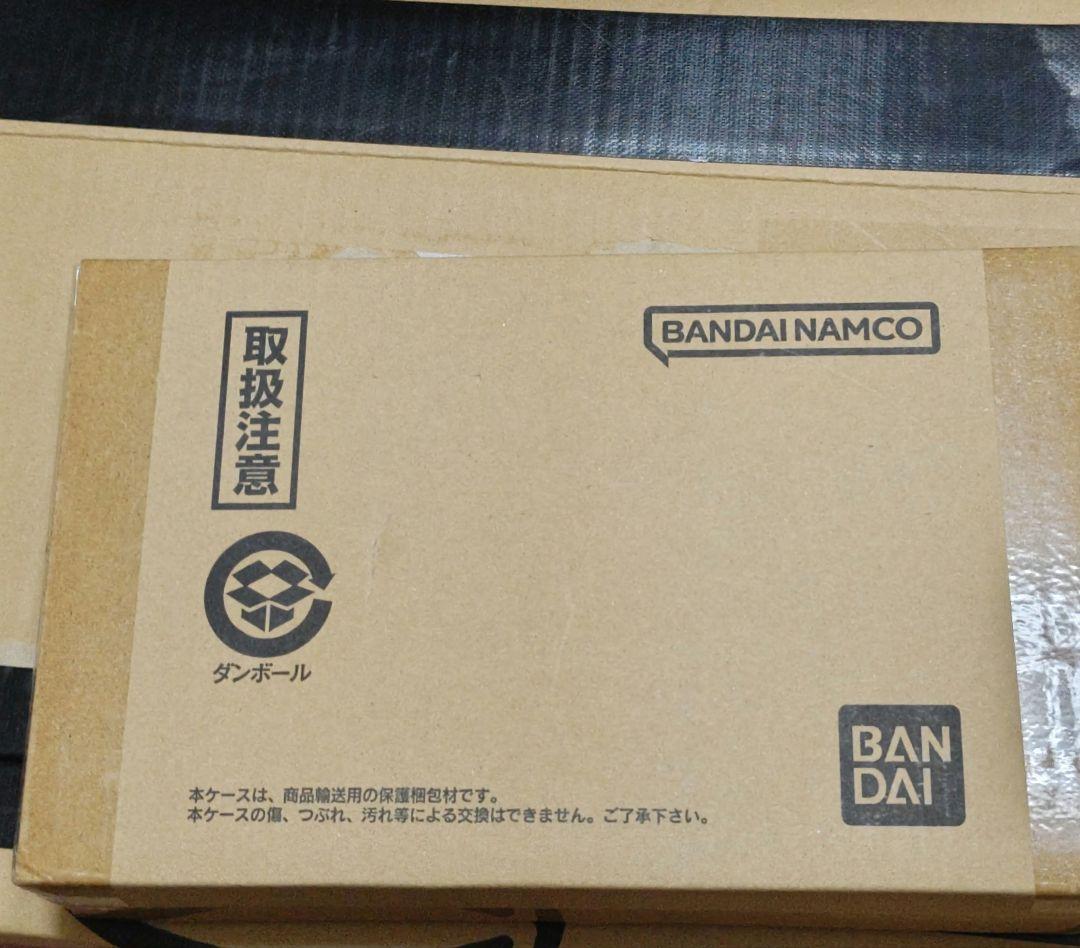 取扱注意
BANDAI NAMCO
ダンボール
BAN
DAI
本ケースは、商品輸送用の保護梱包材です。
本ケースの傷、つぶれ、汚れ等による交換はできません。ご了承下さい。